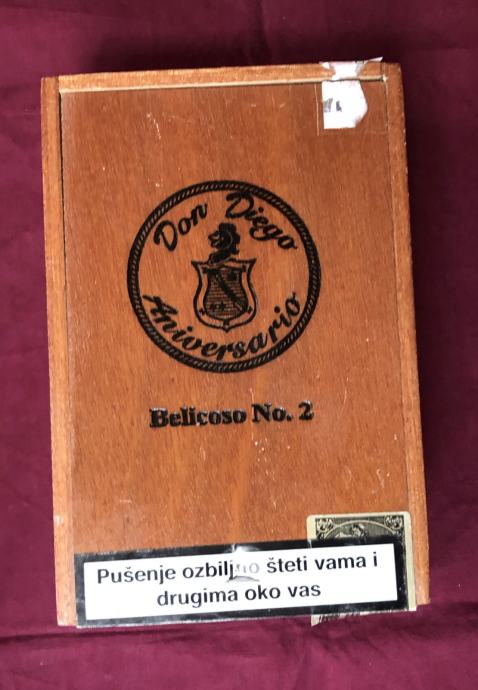 Don Diego
Aniversario
Belicoso No. 2
Pušenje ozbiljno šteti vama i
drugima oko vas